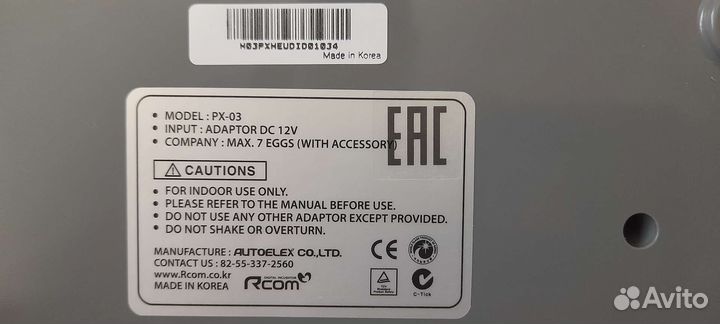 H03PXHEUDID01034
Made in Korea
• MODEL : PX-03
• INPUT : ADAPTOR DC 12V
• COMPANY : MAX. 7 EGGS (WITH ACCESSORY)
EAC
⚠ CAUTIONS
• FOR INDOOR USE ONLY.
• PLEASE REFER TO THE MANUAL BEFORE USE.
• DO NOT USE ANY OTHER ADAPTOR EXCEPT PROVIDED.
• DO NOT SHAKE OR OVERTURN.
MANUFACTURE : AUTOELEX CO.,LTD.
CONTACT US : 82-55-337-2560
www.Rcom.co.kr
MADE IN KOREA
DIGITAL INCUBATOR
Rcom
CE
C-Tick
Avito